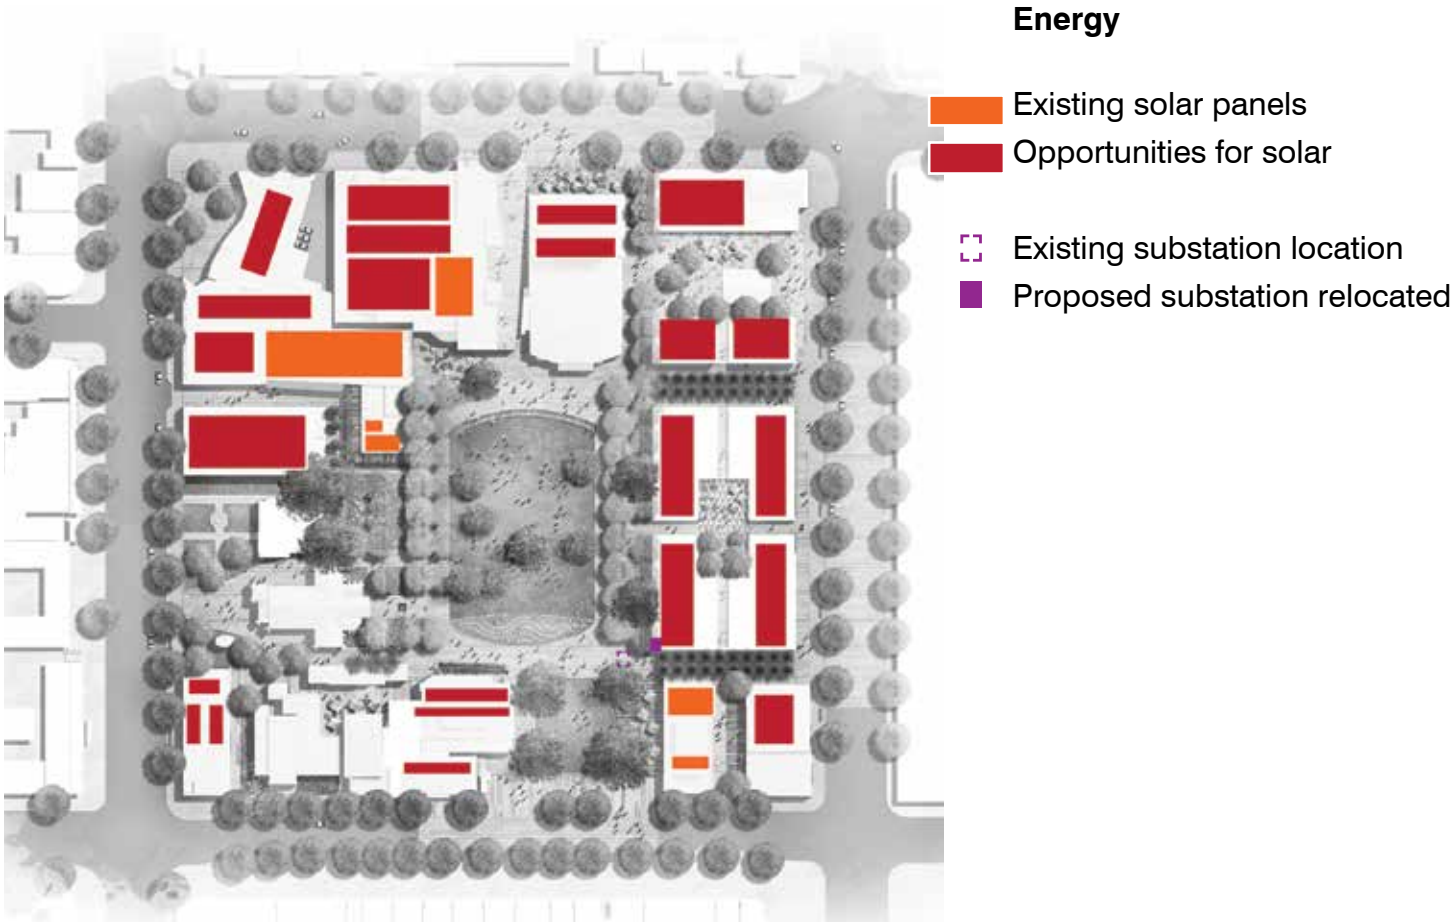 Energy
Existing solar panels
Opportunities for solar
Existing substation location
Proposed substation relocated